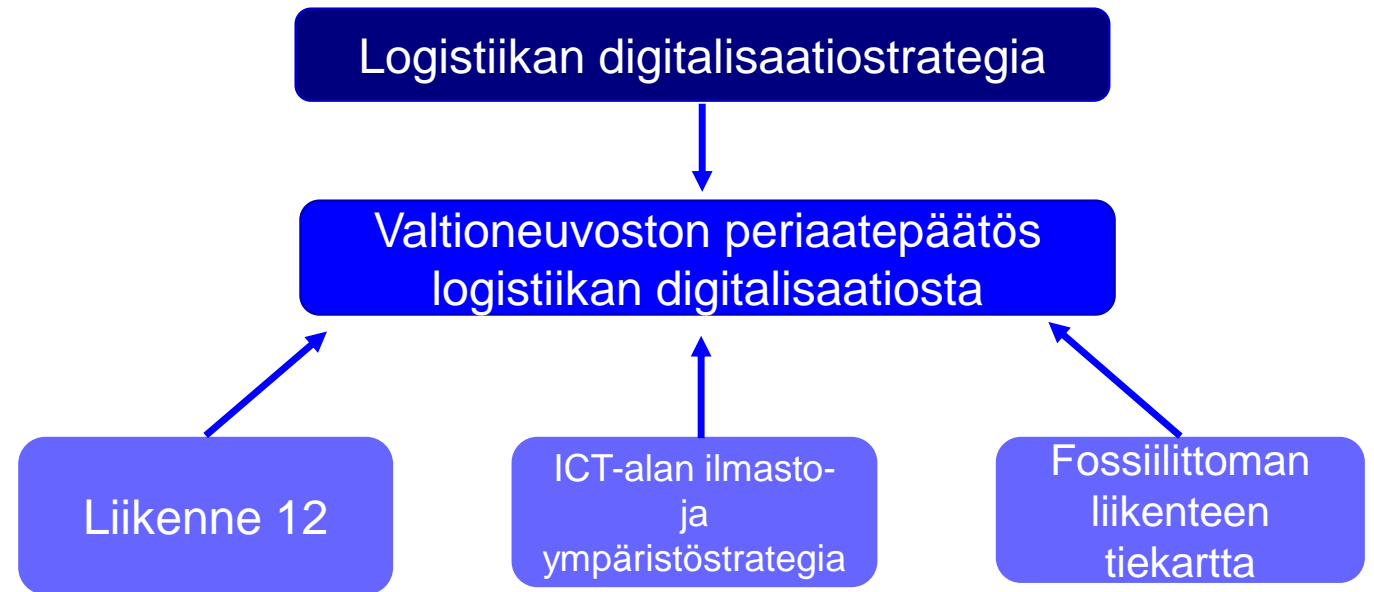 Logistiikan digitalisaatiostrategia
Valtioneuvoston periaatepäätös
logistiikan digitalisaatiosta
Liikenne 12
ICT-alan ilmasto-
ja
ympäristöstrategia
Fossiilittoman
liikenteen
tiekartta